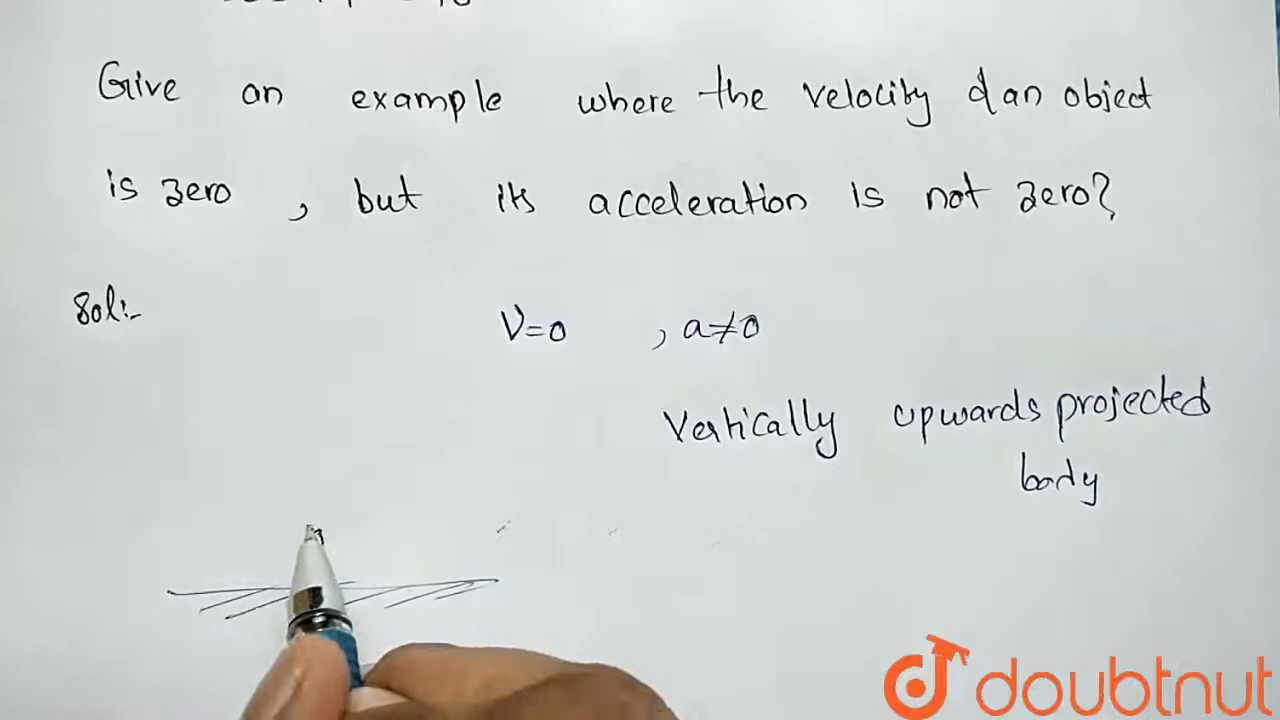 Give an example where the velocity of an object
is zero, but its acceleration is not zero?
Sol:-
V=0 , a≠0
Vertically upwards projected
body
doubtnut